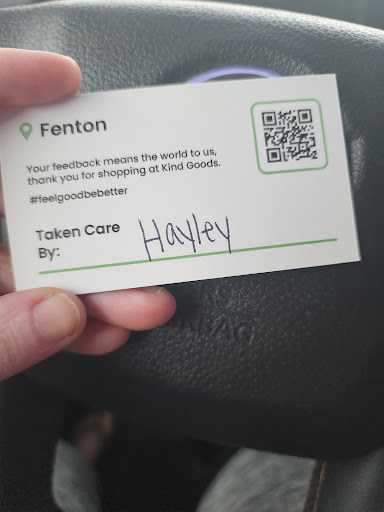 Fenton
Your feedback means the world to us,
thank you for shopping at Kind Goods.
#feelgoodbebetter
Taken Care
By:
Hayley
AIRBAG